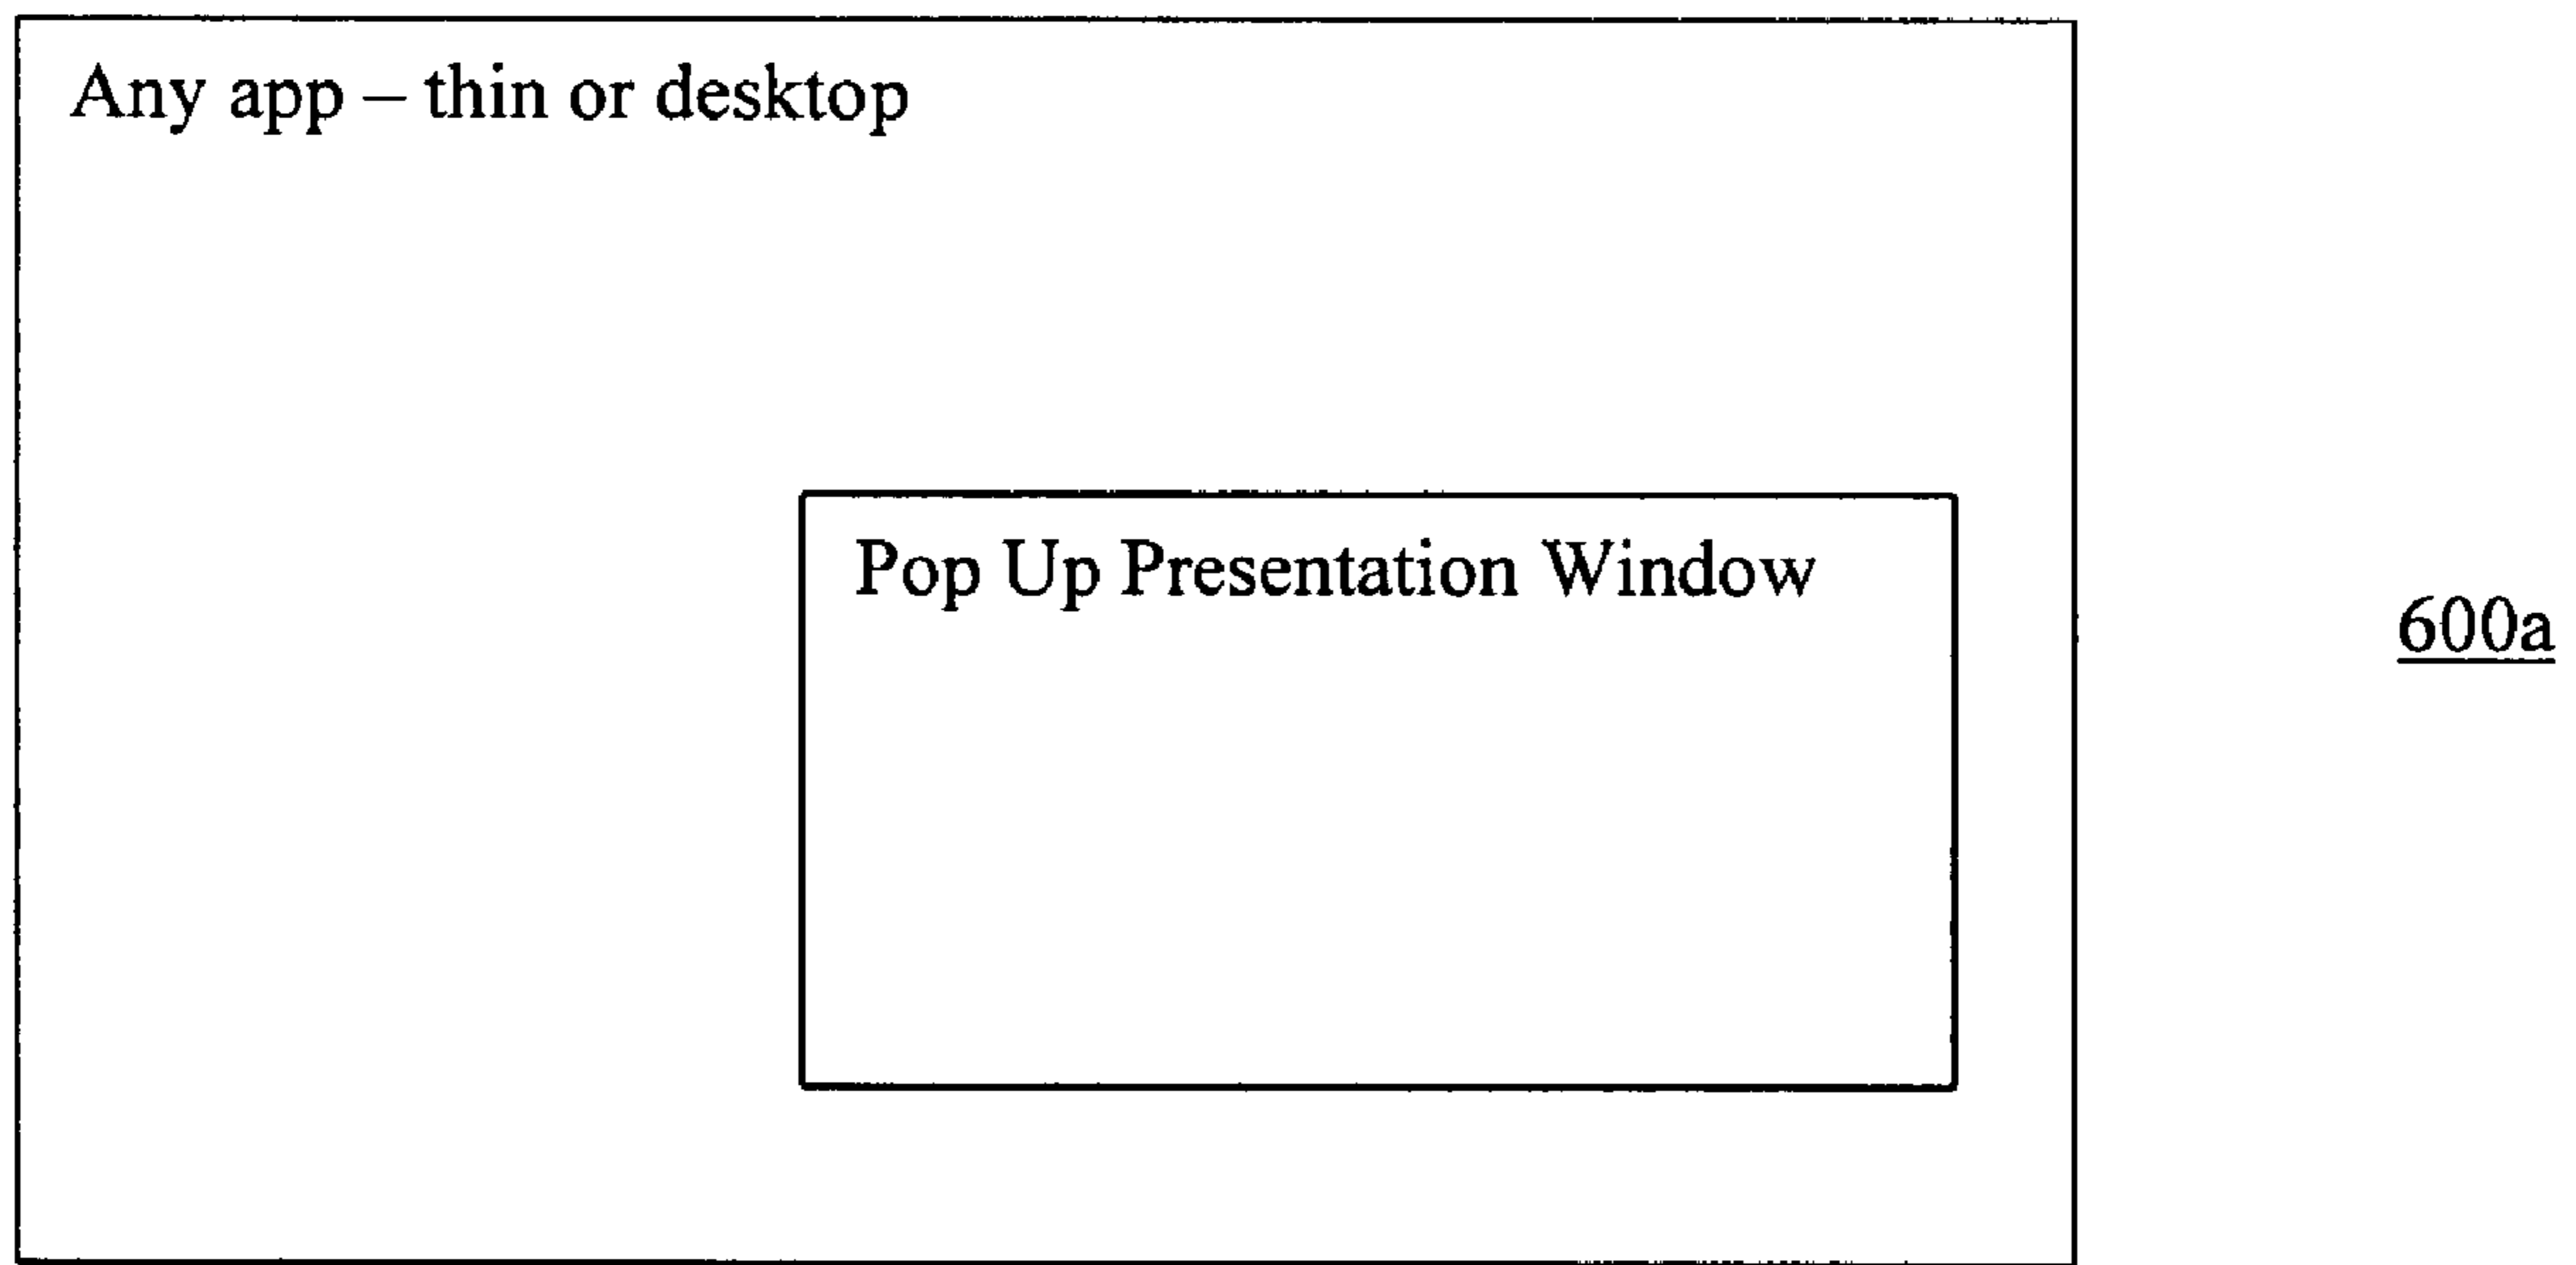 Any app – thin or desktop
Pop Up Presentation Window
600a